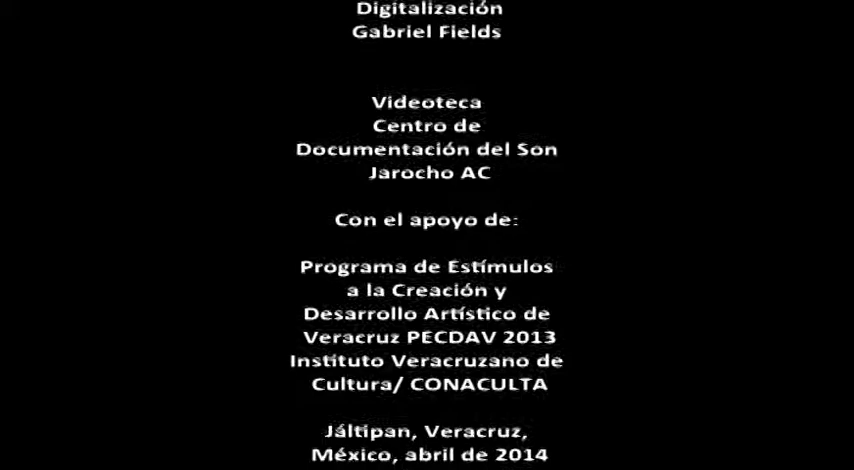 Digitalización
Gabriel Fields
Videoteca
Centro de
Documentación del Son
Jarocho AC
Con el apoyo de:
Programa de Estímulos
a la Creación y
Desarrollo Artístico de
Veracruz PECDAV 2013
Instituto Veracruzano de
Cultura/ CONACULTA
Jáltipan, Veracruz,
México, abril de 2014